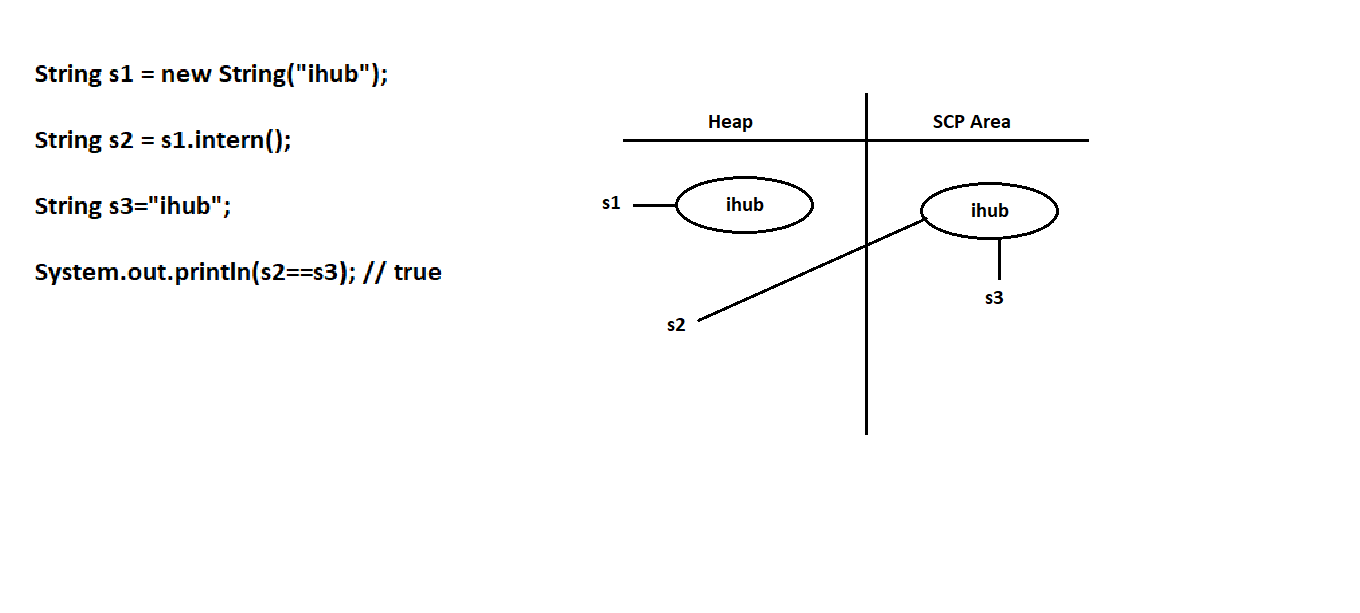 String s1 = new String("ihub");
String s2 = s1.intern();
String s3="ihub";
System.out.println(s2==s3); // true
Heap
SCP Area
s1
ihub
ihub
s2
s3